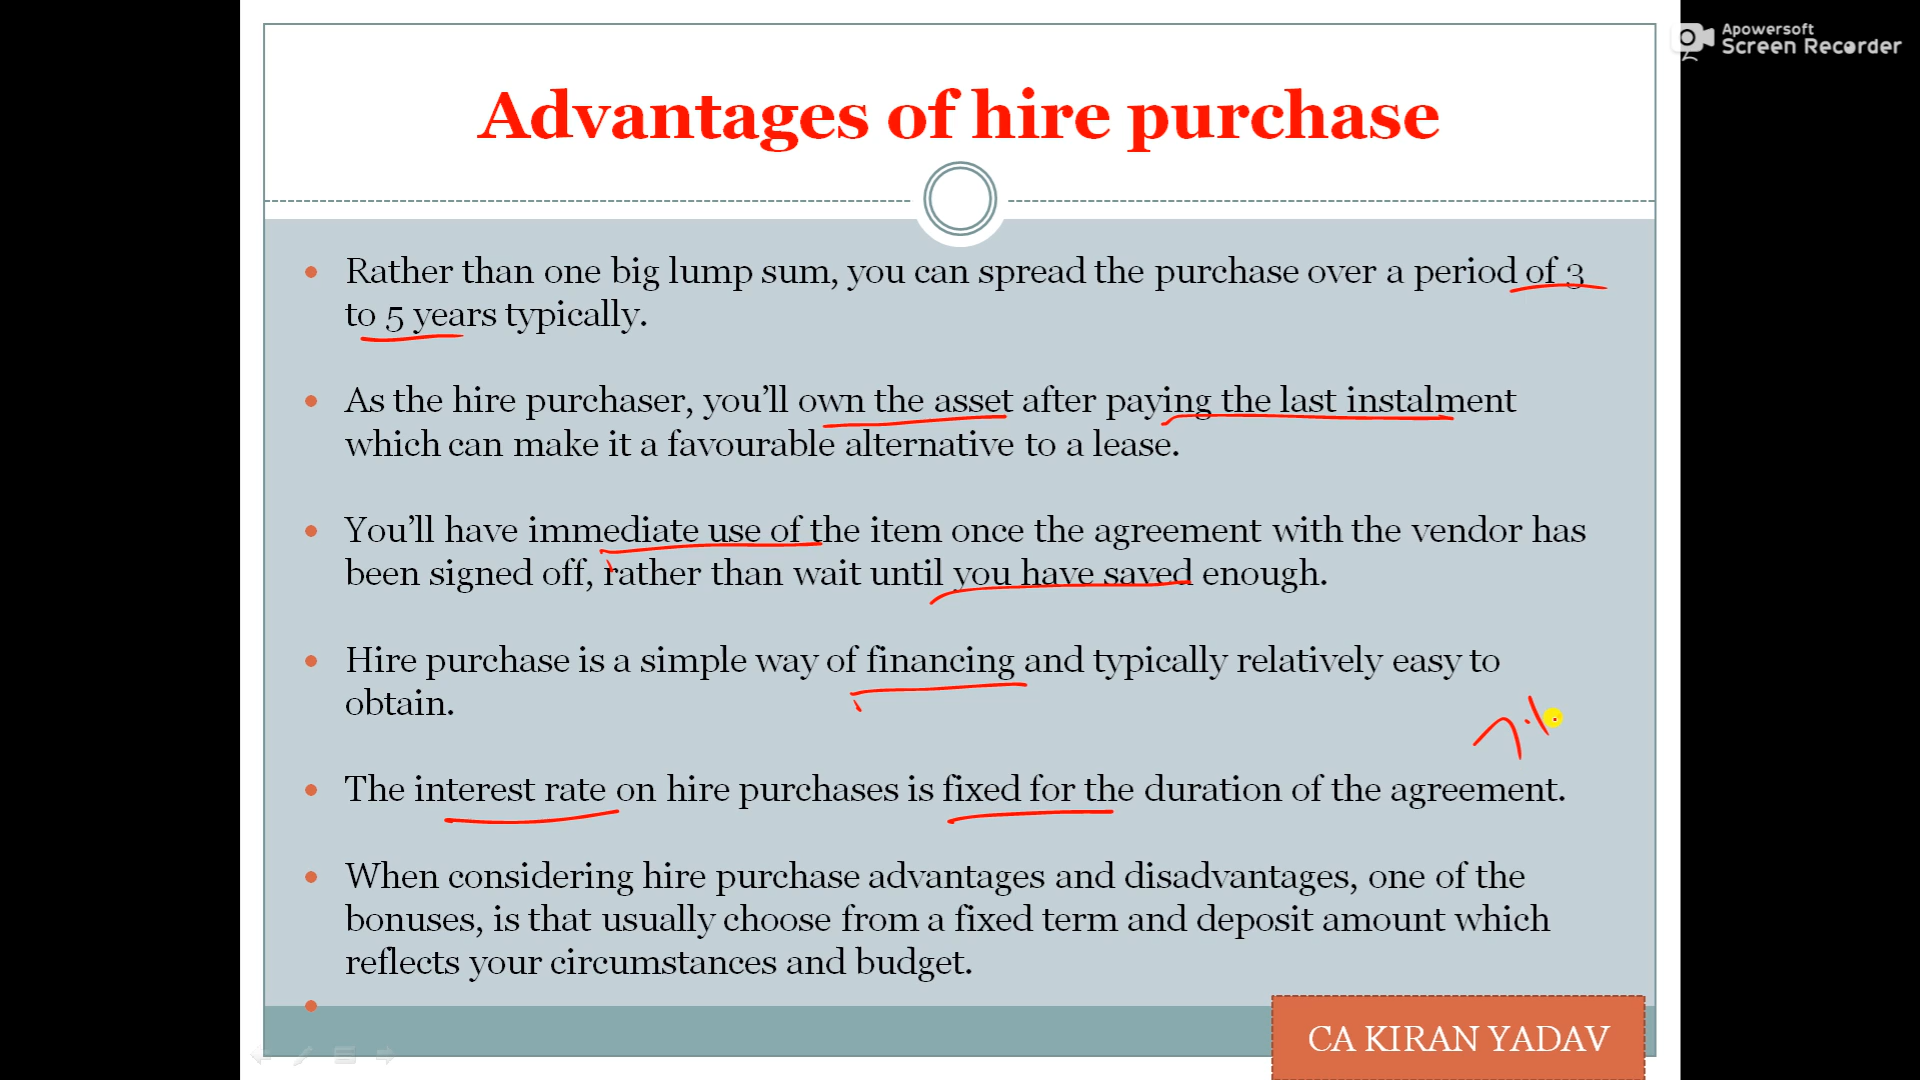 Apowersoft
Screen Recorder
Advantages of hire purchase
Rather than one big lump sum, you can spread the purchase over a period of 3
to 5 years typically.
As the hire purchaser, you’ll own the asset after paying the last instalment
which can make it a favourable alternative to a lease.
You’ll have immediate use of the item once the agreement with the vendor has
been signed off, rather than wait until you have saved enough.
Hire purchase is a simple way of financing and typically relatively easy to
obtain.
The interest rate on hire purchases is fixed for the duration of the agreement.
When considering hire purchase advantages and disadvantages, one of the
bonuses, is that usually choose from a fixed term and deposit amount which
reflects your circumstances and budget.
CA KIRAN YADAV